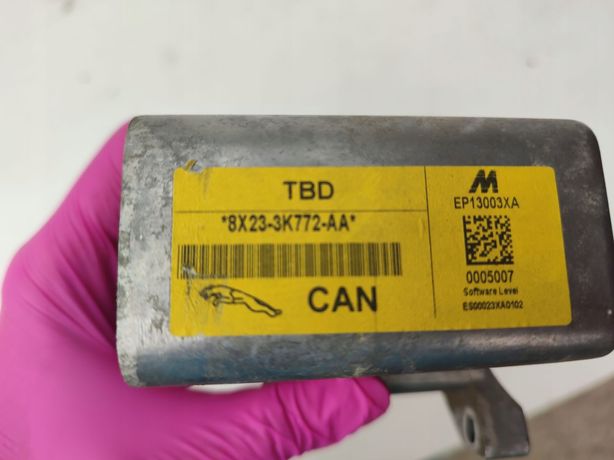 TBD
*8X23-3K772-AA*
CAN
M
EP13003XA
0005007
Software Level
ES00023XA0102